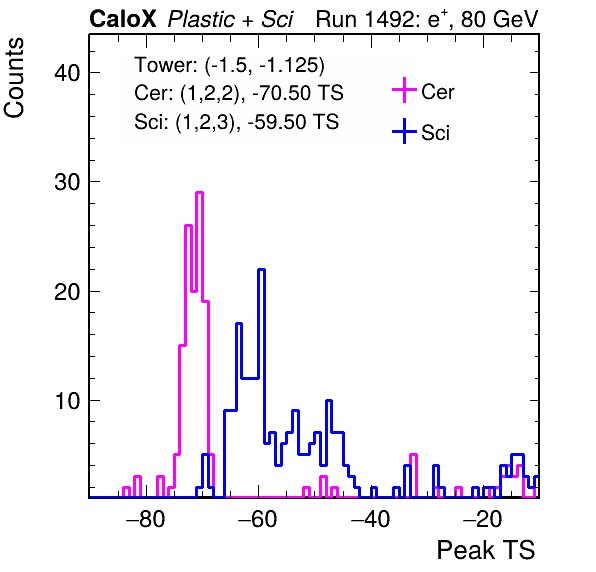 CaloX Plastic + Sci Run 1492: e⁺, 80 GeV
Counts
Tower: (-1.5, -1.125)
Cer: (1,2,2), -70.50 TS
Sci: (1,2,3), -59.50 TS
Cer
Sci
40
30
20
10
−80 −60 −40 −20
Peak TS